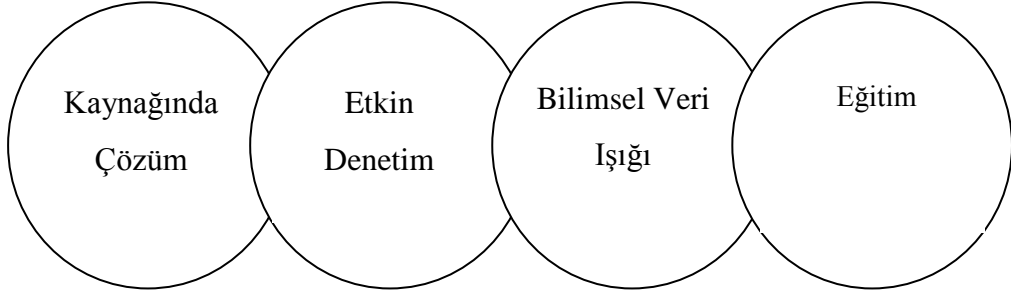 Kaynağında
Çözüm
Etkin
Denetim
Bilimsel Veri
Işığı
Eğitim